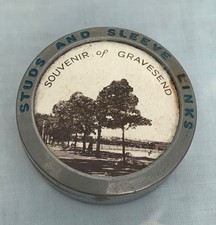 STUDS AND SLEEVE LINKS
SOUVENIR of GRAVESEND